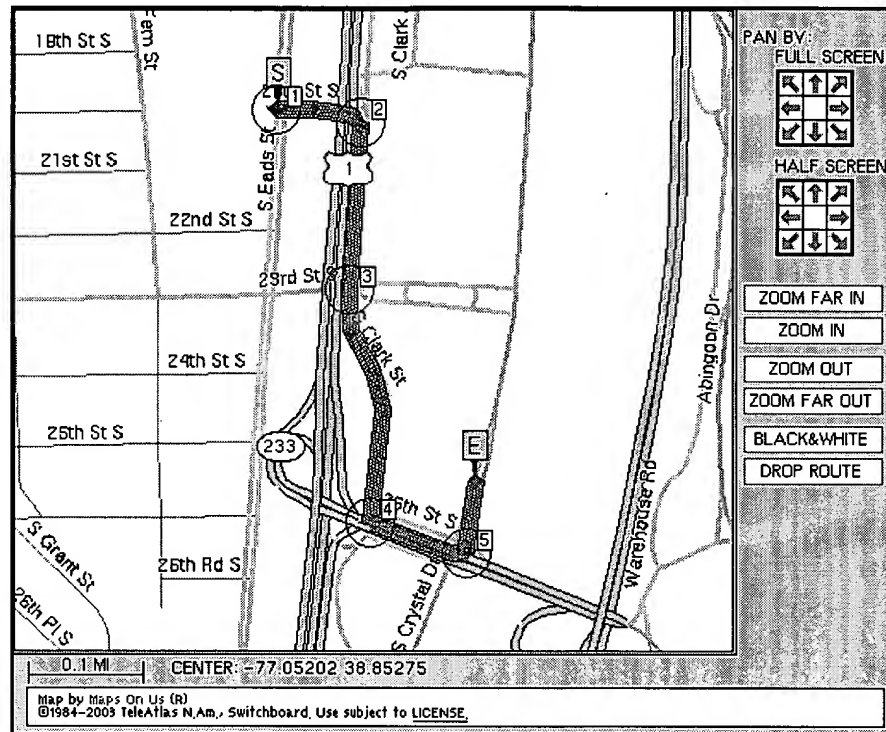 18th St S
Fern St
S Clark
S
1
2
St S
S Eads St
21st St S
1
22nd St S
23rd St S
3
Clark St
24th St S
25th St S
233
E
4
26th St S
5
S Grant St
26th Rd S
26th Pl S
S Crystal Dr
Warehouse Rd
Abingdon Dr
PAN BY:
FULL SCREEN
HALF SCREEN
ZOOM FAR IN
ZOOM IN
ZOOM OUT
ZOOM FAR OUT
BLACK&WHITE
DROP ROUTE
0.1 MI
CENTER: -77.05202 38.85275
Map by Maps On Us (R)
©1984-2003 TeleAtlas N.Am., Switchboard. Use subject to LICENSE.